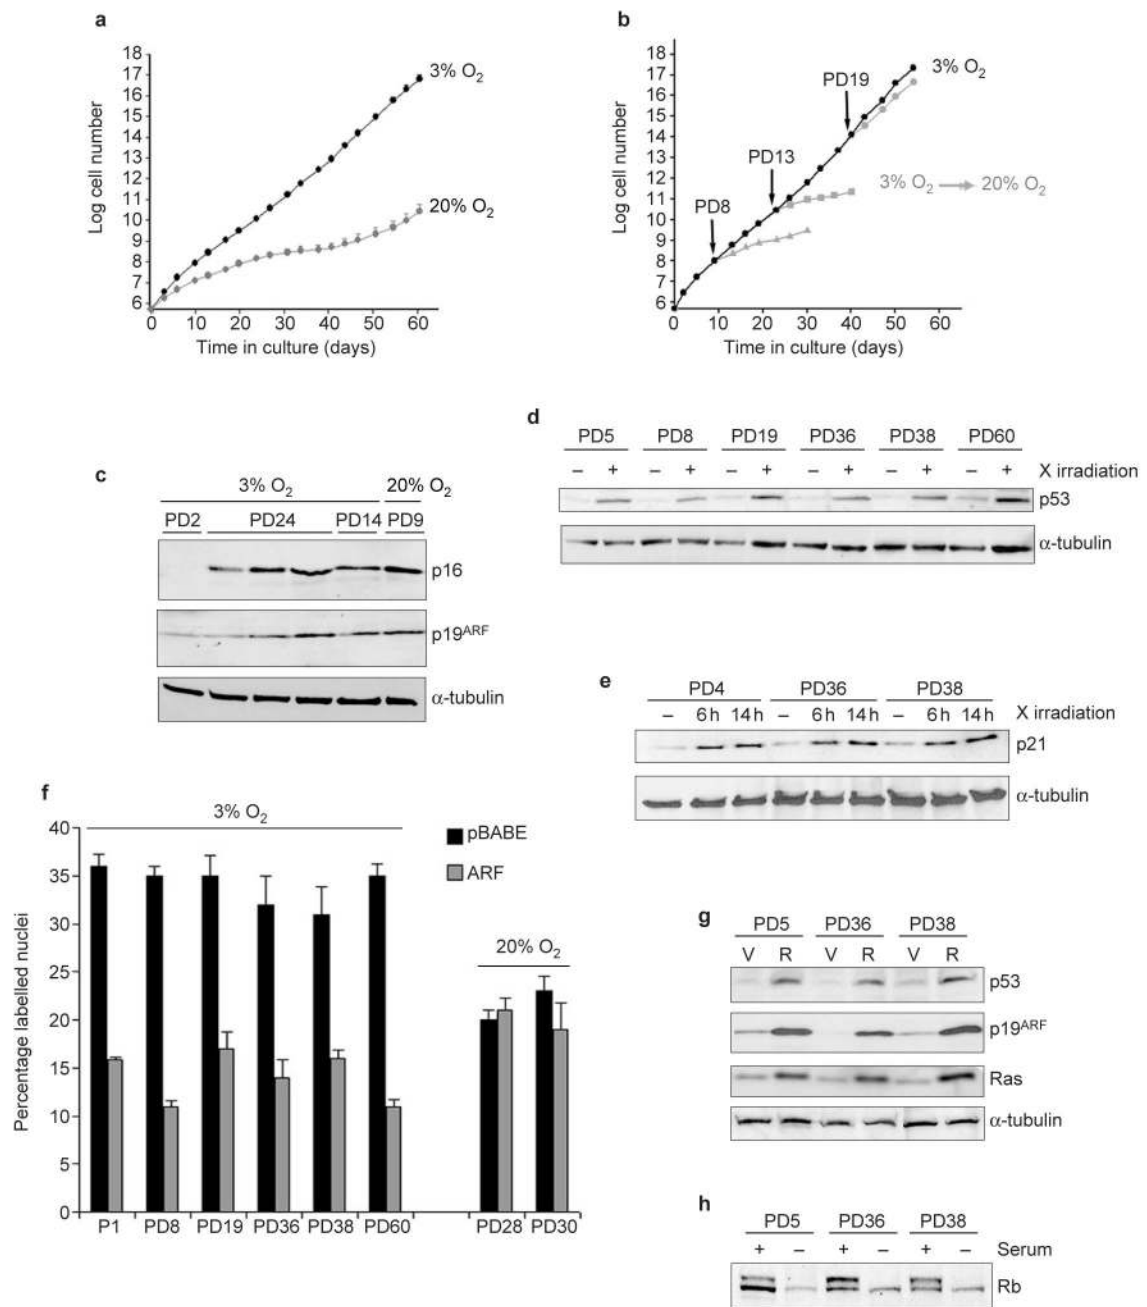 a
18
17
16
15
14
13
12
11
10
9
8
7
6
Log cell number
3% O₂
20% O₂
0 10 20 30 40 50 60
Time in culture (days)
b
18
17
16
15
14
13
12
11
10
9
8
7
6
Log cell number
PD8
PD13
PD19
3% O₂
3% O₂ → 20% O₂
0 10 20 30 40 50 60
Time in culture (days)
c
3% O₂ 20% O₂
PD2 PD24 PD14 PD9
p16
p19ARF
α-tubulin
d
PD5 PD8 PD19 PD36 PD38 PD60
– + – + – + – + – + – + X irradiation
p53
α-tubulin
e
PD4 PD36 PD38
– 6 h 14 h – 6 h 14 h – 6 h 14 h X irradiation
p21
α-tubulin
f
3% O₂
pBABE
ARF
20% O₂
40
35
30
25
20
15
10
5
0
Percentage labelled nuclei
P1 PD8 PD19 PD36 PD38 PD60 PD28 PD30
g
PD5 PD36 PD38
V R V R V R
p53
p19ARF
Ras
α-tubulin
h
PD5 PD36 PD38
+ – + – + – Serum
Rb